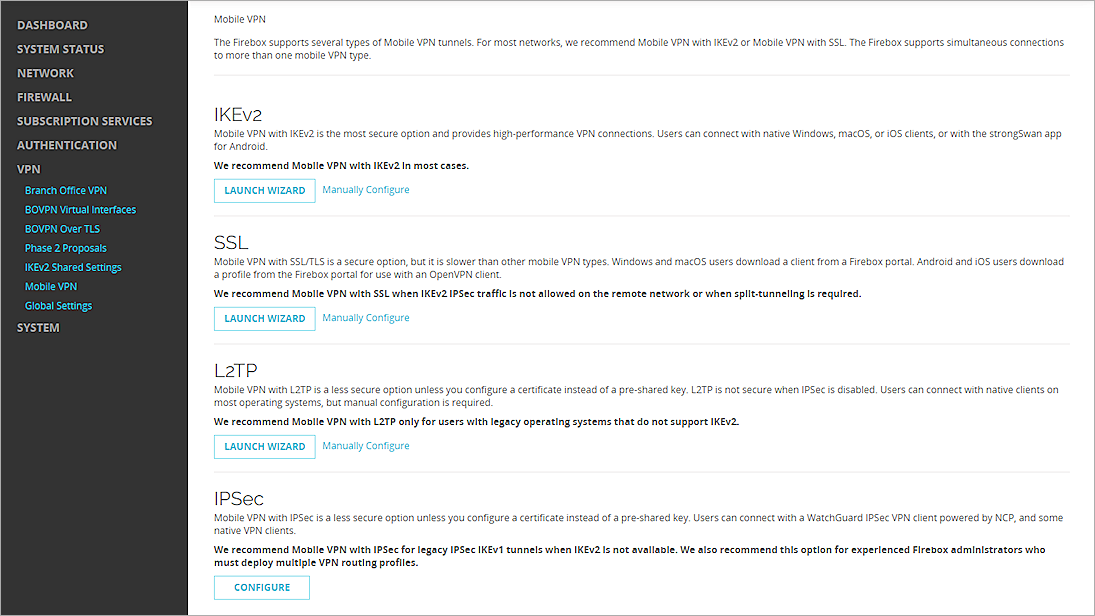 DASHBOARD
SYSTEM STATUS
NETWORK
FIREWALL
SUBSCRIPTION SERVICES
AUTHENTICATION
VPN
Branch Office VPN
BOVPN Virtual Interfaces
BOVPN Over TLS
Phase 2 Proposals
IKEv2 Shared Settings
Mobile VPN
Global Settings
SYSTEM
Mobile VPN
The Firebox supports several types of Mobile VPN tunnels. For most networks, we recommend Mobile VPN with IKEv2 or Mobile VPN with SSL. The Firebox supports simultaneous connections
to more than one mobile VPN type.
IKEv2
Mobile VPN with IKEv2 is the most secure option and provides high-performance VPN connections. Users can connect with native Windows, macOS, or iOS clients, or with the strongSwan app
for Android.
We recommend Mobile VPN with IKEv2 in most cases.
LAUNCH WIZARD Manually Configure
SSL
Mobile VPN with SSL/TLS is a secure option, but it is slower than other mobile VPN types. Windows and macOS users download a client from a Firebox portal. Android and iOS users download
a profile from the Firebox portal for use with an OpenVPN client.
We recommend Mobile VPN with SSL when IKEv2 IPSec traffic is not allowed on the remote network or when split-tunneling is required.
LAUNCH WIZARD Manually Configure
L2TP
Mobile VPN with L2TP is a less secure option unless you configure a certificate instead of a pre-shared key. L2TP is not secure when IPSec is disabled. Users can connect with native clients on
most operating systems, but manual configuration is required.
We recommend Mobile VPN with L2TP only for users with legacy operating systems that do not support IKEv2.
LAUNCH WIZARD Manually Configure
IPSec
Mobile VPN with IPSec is a less secure option unless you configure a certificate instead of a pre-shared key. Users can connect with a WatchGuard IPSec VPN client powered by NCP, and some
native VPN clients.
We recommend Mobile VPN with IPSec for legacy IPSec IKEv1 tunnels when IKEv2 is not available. We also recommend this option for experienced Firebox administrators who
must deploy multiple VPN routing profiles.
CONFIGURE